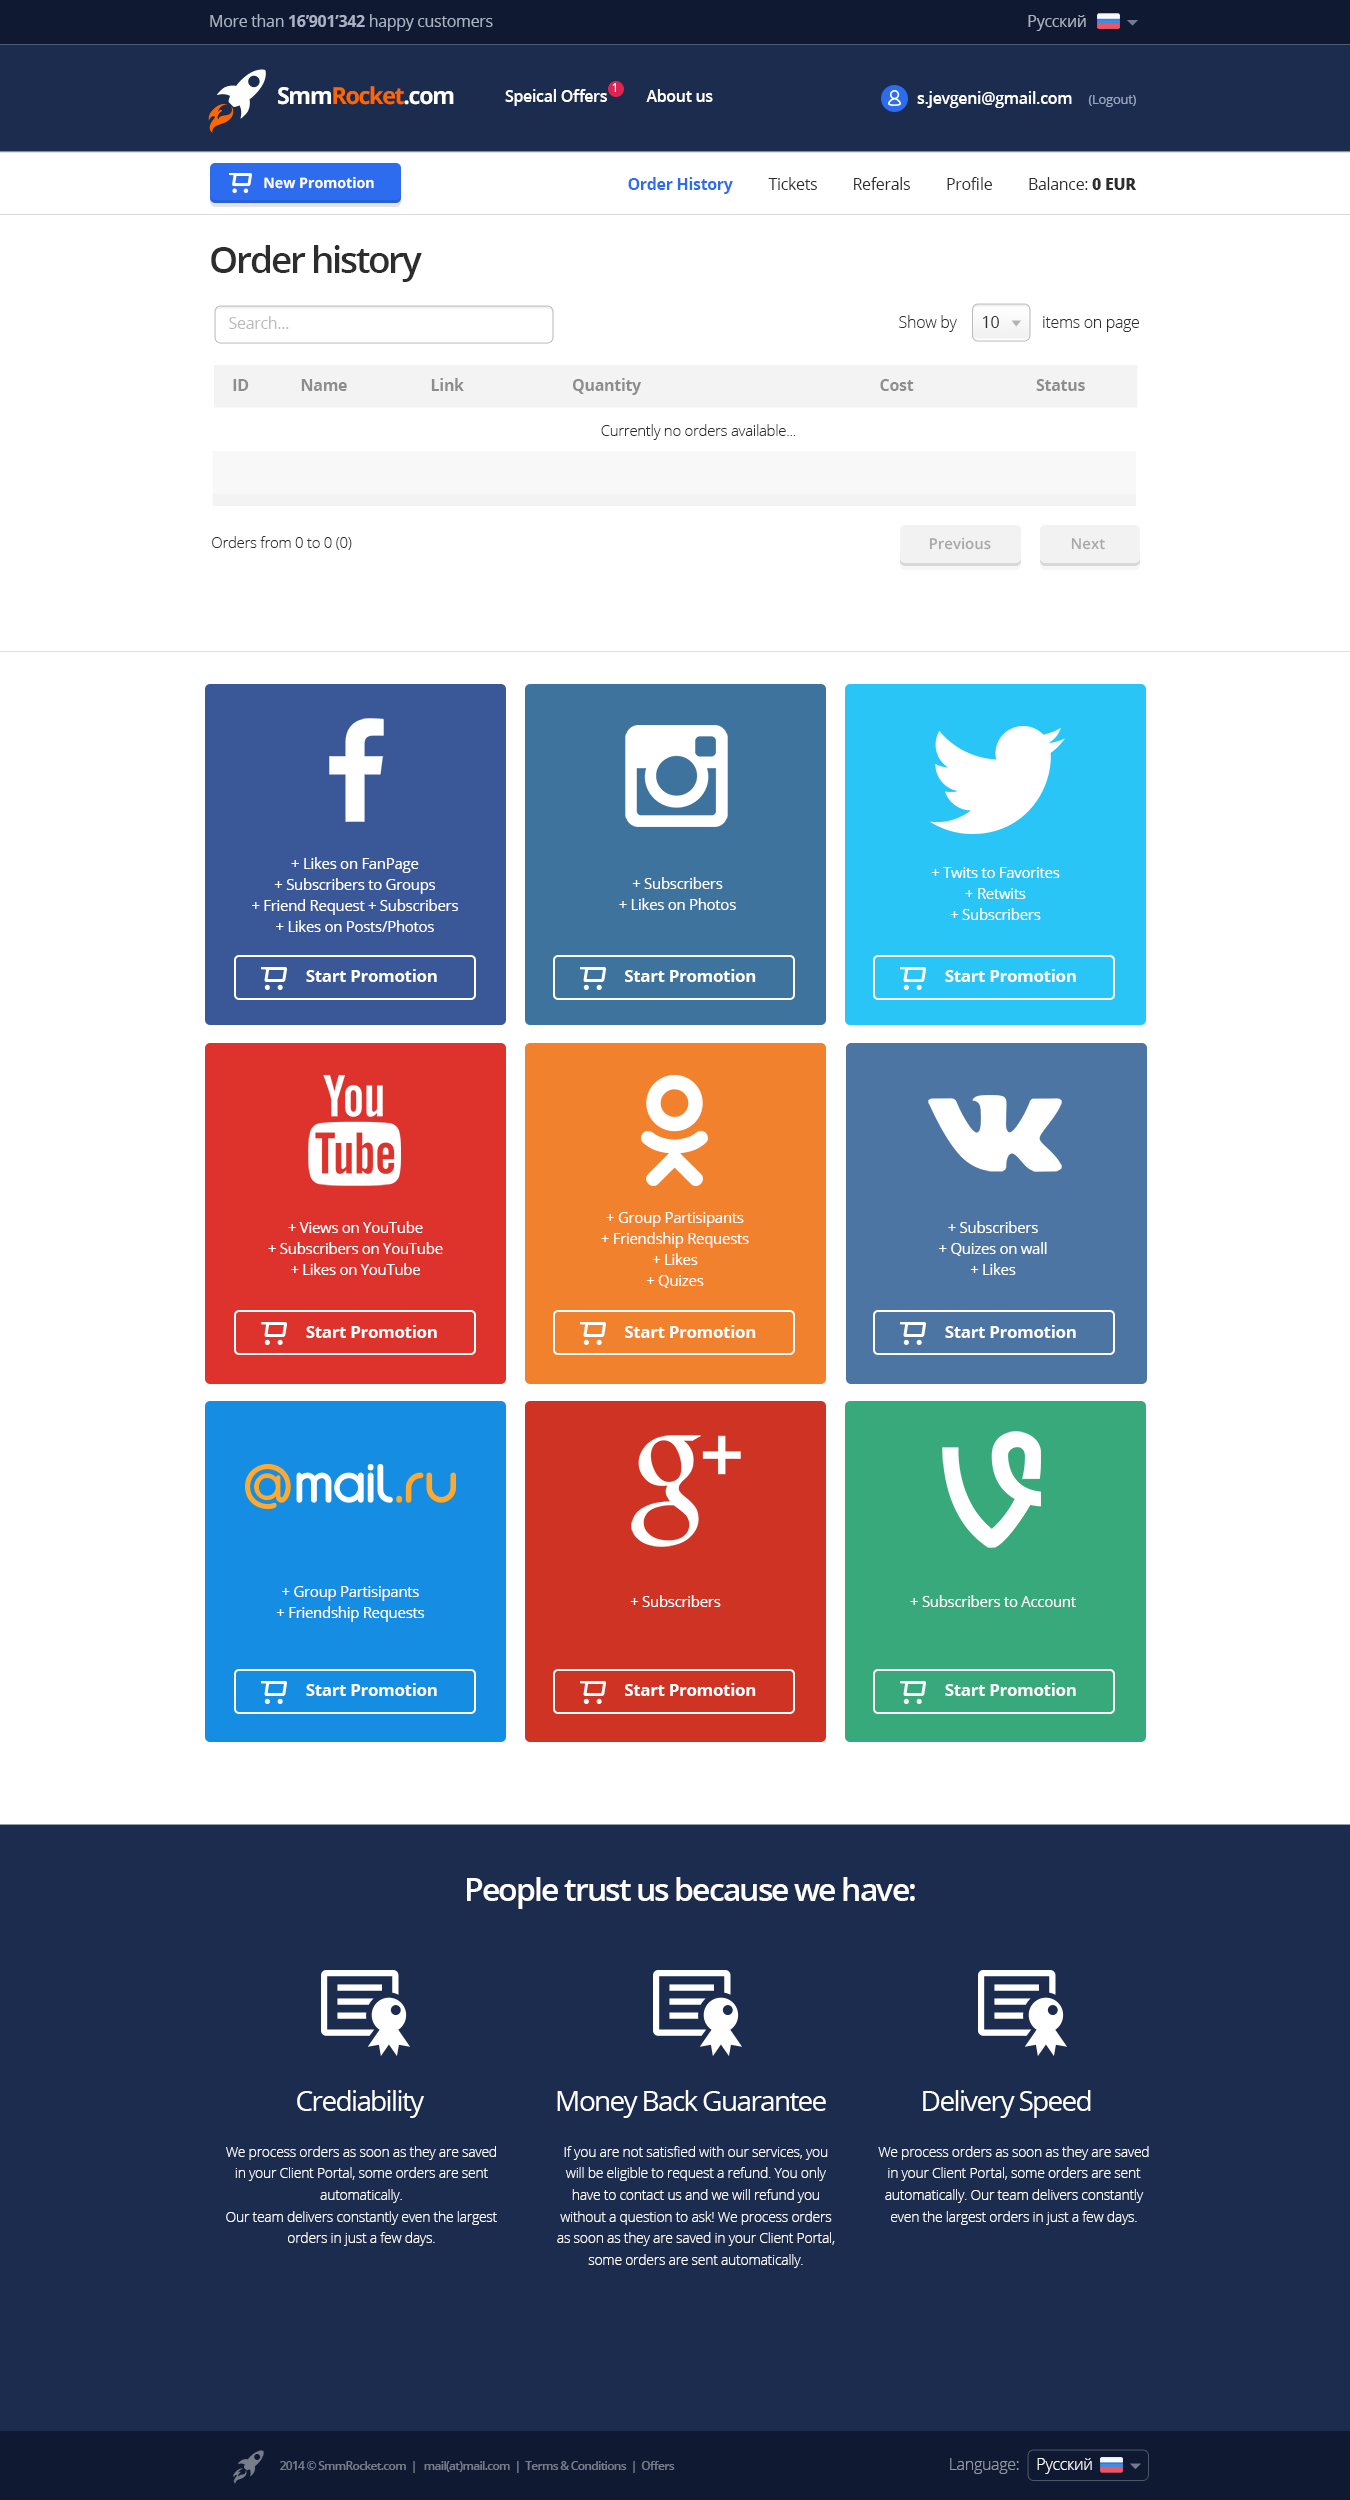 More than 16’901’342 happy customers
Русский
SmmRocket.com
Speical Offers
1
About us
s.jevgeni@gmail.com (Logout)
New Promotion
Order History
Tickets
Referals
Profile
Balance: 0 EUR
Order history
Search...
Show by 10 items on page
ID Name Link Quantity Cost Status
Currently no orders available...
Orders from 0 to 0 (0)
Previous
Next
+ Likes on FanPage
+ Subscribers to Groups
+ Friend Request + Subscribers
+ Likes on Posts/Photos
Start Promotion
+ Subscribers
+ Likes on Photos
Start Promotion
+ Twits to Favorites
+ Retwits
+ Subscribers
Start Promotion
You
Tube
+ Views on YouTube
+ Subscribers on YouTube
+ Likes on YouTube
Start Promotion
+ Group Partisipants
+ Friendship Requests
+ Likes
+ Quizes
Start Promotion
+ Subscribers
+ Quizes on wall
+ Likes
Start Promotion
@mail.ru
+ Group Partisipants
+ Friendship Requests
Start Promotion
g+
+ Subscribers
Start Promotion
+ Subscribers to Account
Start Promotion
People trust us because we have:
Crediability
We process orders as soon as they are saved
in your Client Portal, some orders are sent
automatically.
Our team delivers constantly even the largest
orders in just a few days.
Money Back Guarantee
If you are not satisfied with our services, you
will be eligible to request a refund. You only
have to contact us and we will refund you
without a question to ask! We process orders
as soon as they are saved in your Client Portal,
some orders are sent automatically.
Delivery Speed
We process orders as soon as they are saved
in your Client Portal, some orders are sent
automatically. Our team delivers constantly
even the largest orders in just a few days.
2014 © SmmRocket.com | mail(at)mail.com | Terms & Conditions | Offers
Language: Русский